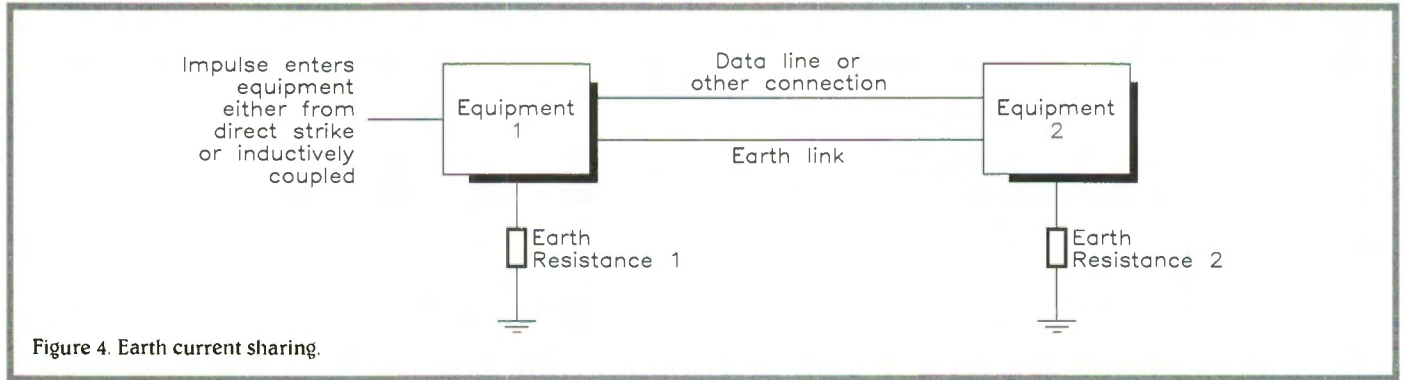 Impulse enters
equipment
either from
direct strike
or inductively
coupled
Equipment
1
Data line or
other connection
Earth link
Equipment
2
Earth
Resistance 1
Earth
Resistance 2
Figure 4. Earth current sharing.